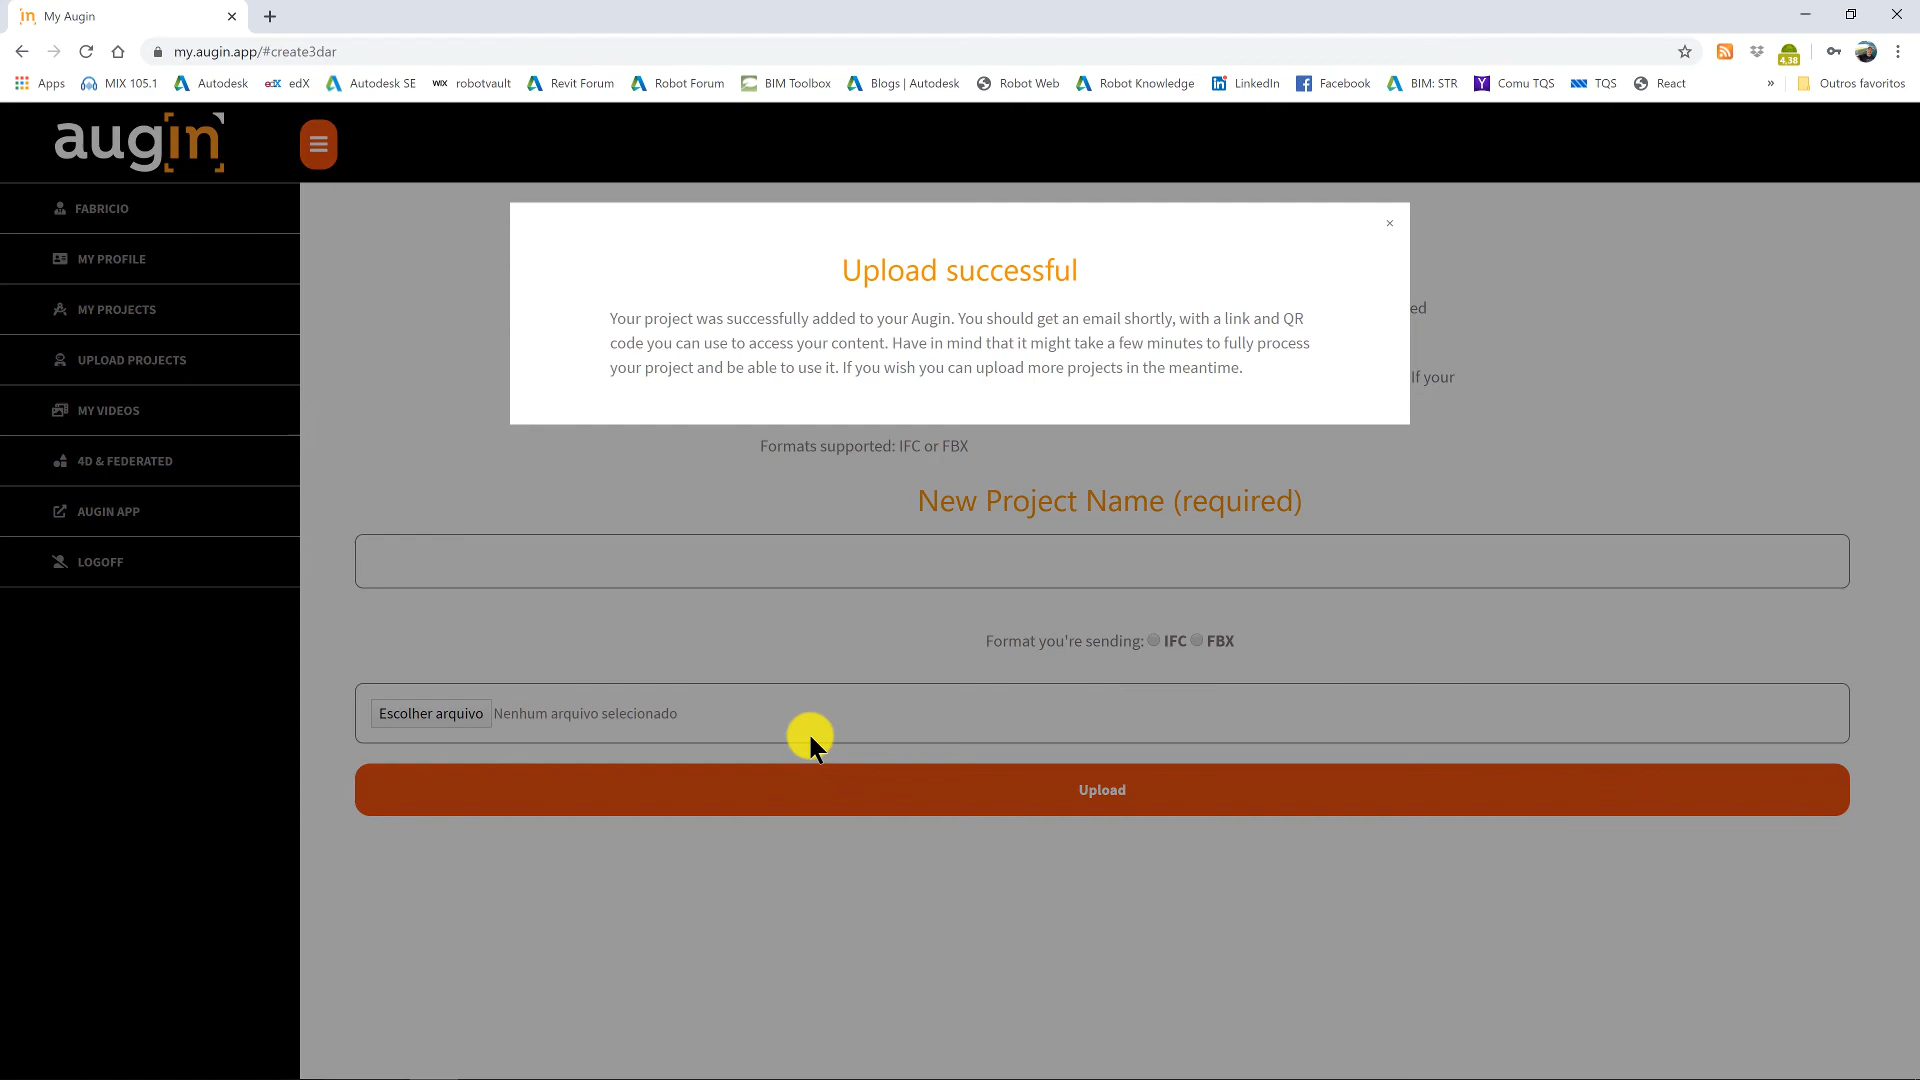 My Augin
my.augin.app/#create3dar
4,38
Apps MIX 105.1 Autodesk edX Autodesk SE WIX robotvault Revit Forum Robot Forum BIM Toolbox Blogs | Autodesk Robot Web Robot Knowledge LinkedIn Facebook BIM: STR Comu TQS TQS React » Outros favoritos
augin
FABRICIO
MY PROFILE
MY PROJECTS
UPLOAD PROJECTS
MY VIDEOS
4D & FEDERATED
AUGIN APP
LOGOFF
Upload successful
Your project was successfully added to your Augin. You should get an email shortly, with a link and QR
code you can use to access your content. Have in mind that it might take a few minutes to fully process
your project and be able to use it. If you wish you can upload more projects in the meantime.
ed
If your
Formats supported: IFC or FBX
New Project Name (required)
Format you're sending: IFC FBX
Escolher arquivo Nenhum arquivo selecionado
Upload